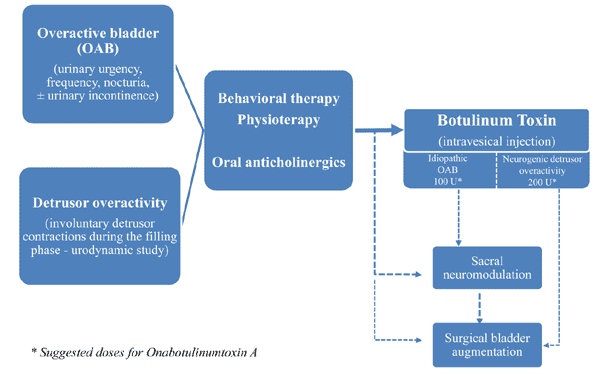 Overactive bladder
(OAB)
(urinary urgency,
frequency, nocturia,
± urinary incontinence)
Detrusor overactivity
(involuntary detrusor
contractions during the filling
phase - urodynamic study)
Behavioral therapy
Physioterapy
Oral anticholinergics
Botulinum Toxin
(intravesical injection)
Idiopathic
OAB
100 U*
Neurogenic detrusor
overactivity
200 U*
Sacral
neuromodulation
Surgical bladder
augmentation
* Suggested doses for Onabotulinumtoxin A